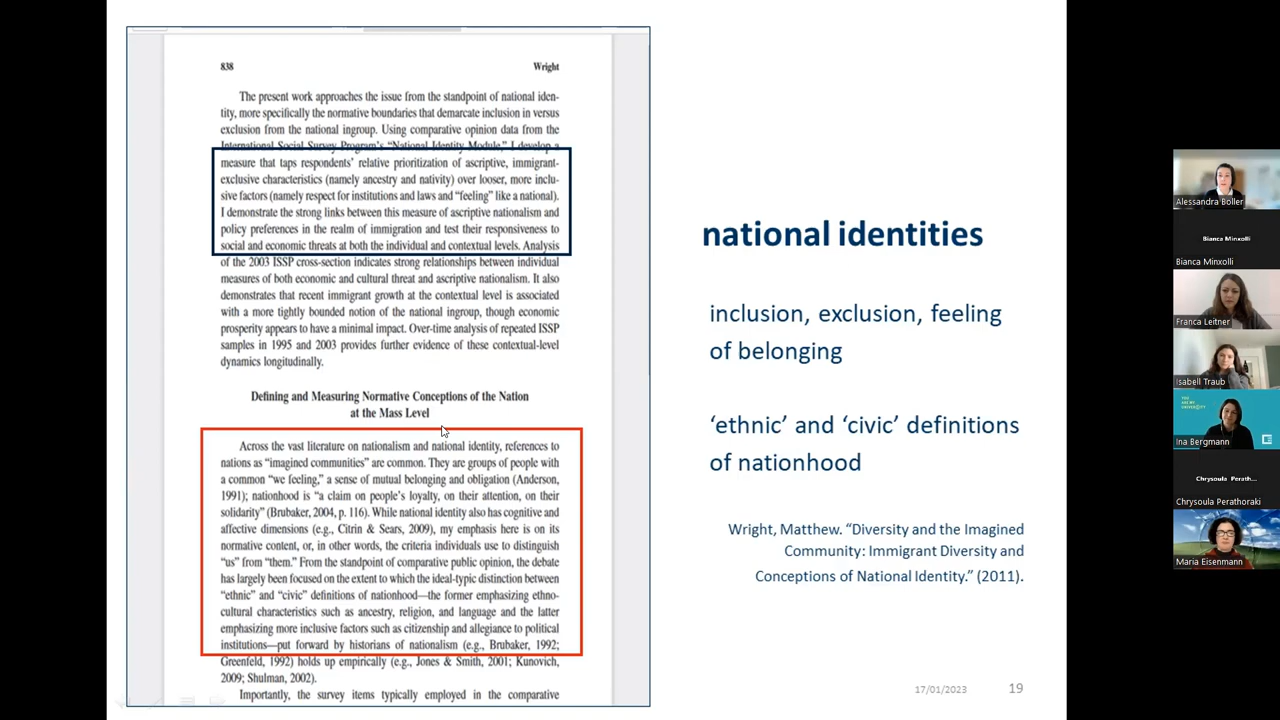 838 Wright
The present work approaches the issue from the standpoint of national iden-
tity, more specifically the normative boundaries that demarcate inclusion in versus
exclusion from the national ingroup. Using comparative opinion data from the
International Social Survey Program's "National Identity Module," I develop a
measure that taps respondents' relative prioritization of ascriptive, immigrant-
exclusive characteristics (namely ancestry and nativity) over looser, more inclu-
sive factors (namely respect for institutions and laws and "feeling" like a national).
I demonstrate the strong links between this measure of ascriptive nationalism and
policy preferences in the realm of immigration and test their responsiveness to
social and economic threats at both the individual and contextual levels. Analysis
of the 2003 ISSP cross-section indicates strong relationships between individual
measures of both economic and cultural threat and ascriptive nationalism. It also
demonstrates that recent immigrant growth at the contextual level is associated
with a more tightly bounded notion of the national ingroup, though economic
prosperity appears to have a minimal impact. Over-time analysis of repeated ISSP
samples in 1995 and 2003 provides further evidence of these contextual-level
dynamics longitudinally.
Defining and Measuring Normative Conceptions of the Nation
at the Mass Level
Across the vast literature on nationalism and national identity, references to
nations as "imagined communities" are common. They are groups of people with
a common "we feeling," a sense of mutual belonging and obligation (Anderson,
1991); nationhood is "a claim on people's loyalty, on their attention, on their
solidarity" (Brubaker, 2004, p. 116). While national identity also has cognitive and
affective dimensions (e.g., Citrin & Sears, 2009), my emphasis here is on its
normative content, or, in other words, the criteria individuals use to distinguish
"us" from "them." From the standpoint of comparative public opinion, the debate
has largely been focused on the extent to which the ideal-typic distinction between
"ethnic" and "civic" definitions of nationhood—the former emphasizing ethno-
cultural characteristics such as ancestry, religion, and language and the latter
emphasizing more inclusive factors such as citizenship and allegiance to political
institutions—put forward by historians of nationalism (e.g., Brubaker, 1992;
Greenfeld, 1992) holds up empirically (e.g., Jones & Smith, 2001; Kunovich,
2009; Shulman, 2002).
Importantly, the survey items typically employed in the comparative
national identities
inclusion, exclusion, feeling
of belonging
'ethnic' and 'civic' definitions
of nationhood
Wright, Matthew. "Diversity and the Imagined
Community: Immigrant Diversity and
Conceptions of National Identity." (2011).
17/01/2023 19
Alessandra Boller
Bianca Minxolli
Bianca Minxolli
Franca Leitner
Isabell Traub
Ina Bergmann
Chrysoula Perath...
Chrysoula Perathoraki
Maria Eisenmann